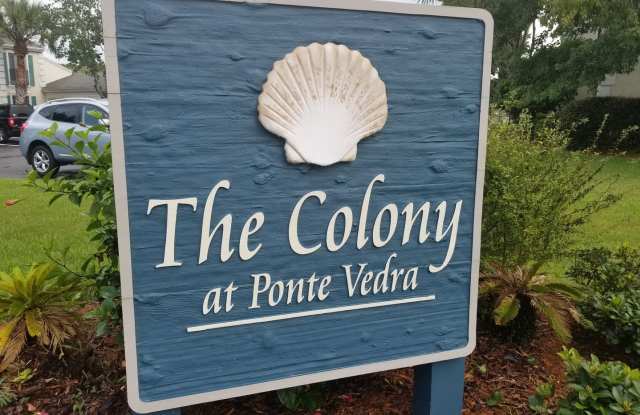 The Colony
at Ponte Vedra